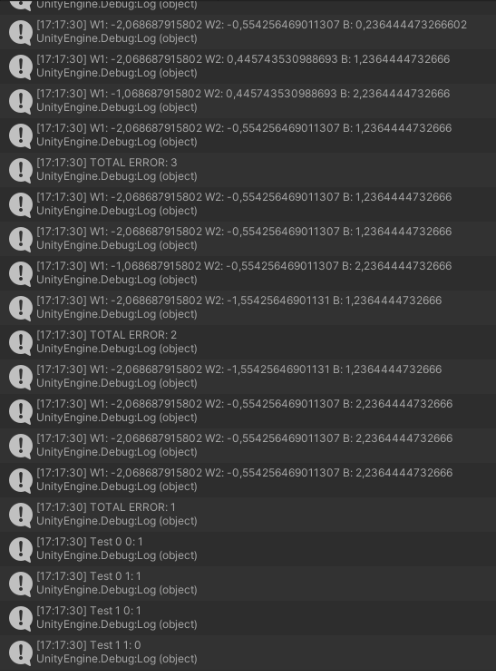 UnityEngine.Debug:Log (object)
[17:17:30] W1: -2,068687915802 W2: -0,554256469011307 B: 0,236444473266602
UnityEngine.Debug:Log (object)
[17:17:30] W1: -2,068687915802 W2: 0,445743530988693 B: 1,2364444732666
UnityEngine.Debug:Log (object)
[17:17:30] W1: -1,068687915802 W2: 0,445743530988693 B: 2,2364444732666
UnityEngine.Debug:Log (object)
[17:17:30] W1: -2,068687915802 W2: -0,554256469011307 B: 1,2364444732666
UnityEngine.Debug:Log (object)
[17:17:30] TOTAL ERROR: 3
UnityEngine.Debug:Log (object)
[17:17:30] W1: -2,068687915802 W2: -0,554256469011307 B: 1,2364444732666
UnityEngine.Debug:Log (object)
[17:17:30] W1: -2,068687915802 W2: -0,554256469011307 B: 1,2364444732666
UnityEngine.Debug:Log (object)
[17:17:30] W1: -1,068687915802 W2: -0,554256469011307 B: 2,2364444732666
UnityEngine.Debug:Log (object)
[17:17:30] W1: -2,068687915802 W2: -1,55425646901131 B: 1,2364444732666
UnityEngine.Debug:Log (object)
[17:17:30] TOTAL ERROR: 2
UnityEngine.Debug:Log (object)
[17:17:30] W1: -2,068687915802 W2: -1,55425646901131 B: 1,2364444732666
UnityEngine.Debug:Log (object)
[17:17:30] W1: -2,068687915802 W2: -0,554256469011307 B: 2,2364444732666
UnityEngine.Debug:Log (object)
[17:17:30] W1: -2,068687915802 W2: -0,554256469011307 B: 2,2364444732666
UnityEngine.Debug:Log (object)
[17:17:30] W1: -2,068687915802 W2: -0,554256469011307 B: 2,2364444732666
UnityEngine.Debug:Log (object)
[17:17:30] TOTAL ERROR: 1
UnityEngine.Debug:Log (object)
[17:17:30] Test 0 0: 1
UnityEngine.Debug:Log (object)
[17:17:30] Test 0 1: 1
UnityEngine.Debug:Log (object)
[17:17:30] Test 1 0: 1
UnityEngine.Debug:Log (object)
[17:17:30] Test 1 1: 0
UnityEngine.Debug:Log (object)